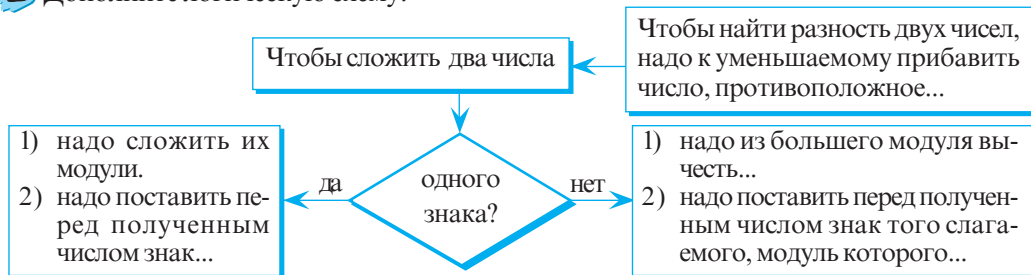 Дополните логическую схему.
Чтобы найти разность двух чисел,
надо к уменьшаемому прибавить
число, противоположное...
Чтобы сложить два числа
1) надо сложить их
модули.
2) надо поставить пе-
ред полученным
числом знак...
да
одного
знака?
нет
1) надо из большего модуля вы-
честь...
2) надо поставить перед получен-
ным числом знак того слага-
емого, модуль которого...